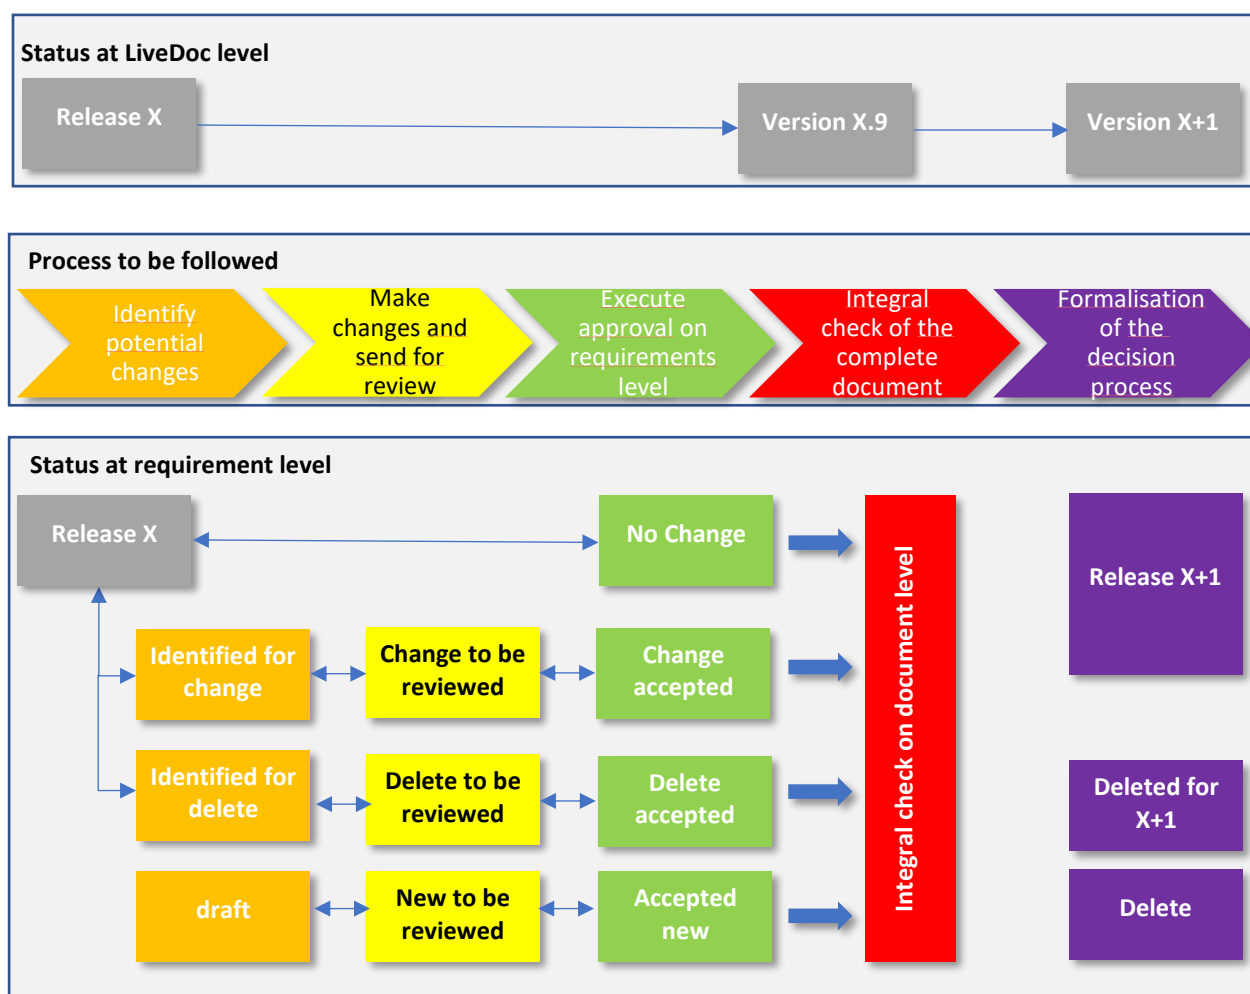 Status at LiveDoc level
Release X
Version X.9
Version X+1
Process to be followed
Identify
potential
changes
Make
changes and
send for
review
Execute
approval on
requirements
level
Integral
check of the
complete
document
Formalisation
of the
decision
process
Status at requirement level
Release X
No Change
Integral check on document level
Release X+1
Identified for
change
Change to be
reviewed
Change
accepted
Identified for
delete
Delete to be
reviewed
Delete
accepted
Deleted for
X+1
draft
New to be
reviewed
Accepted
new
Delete